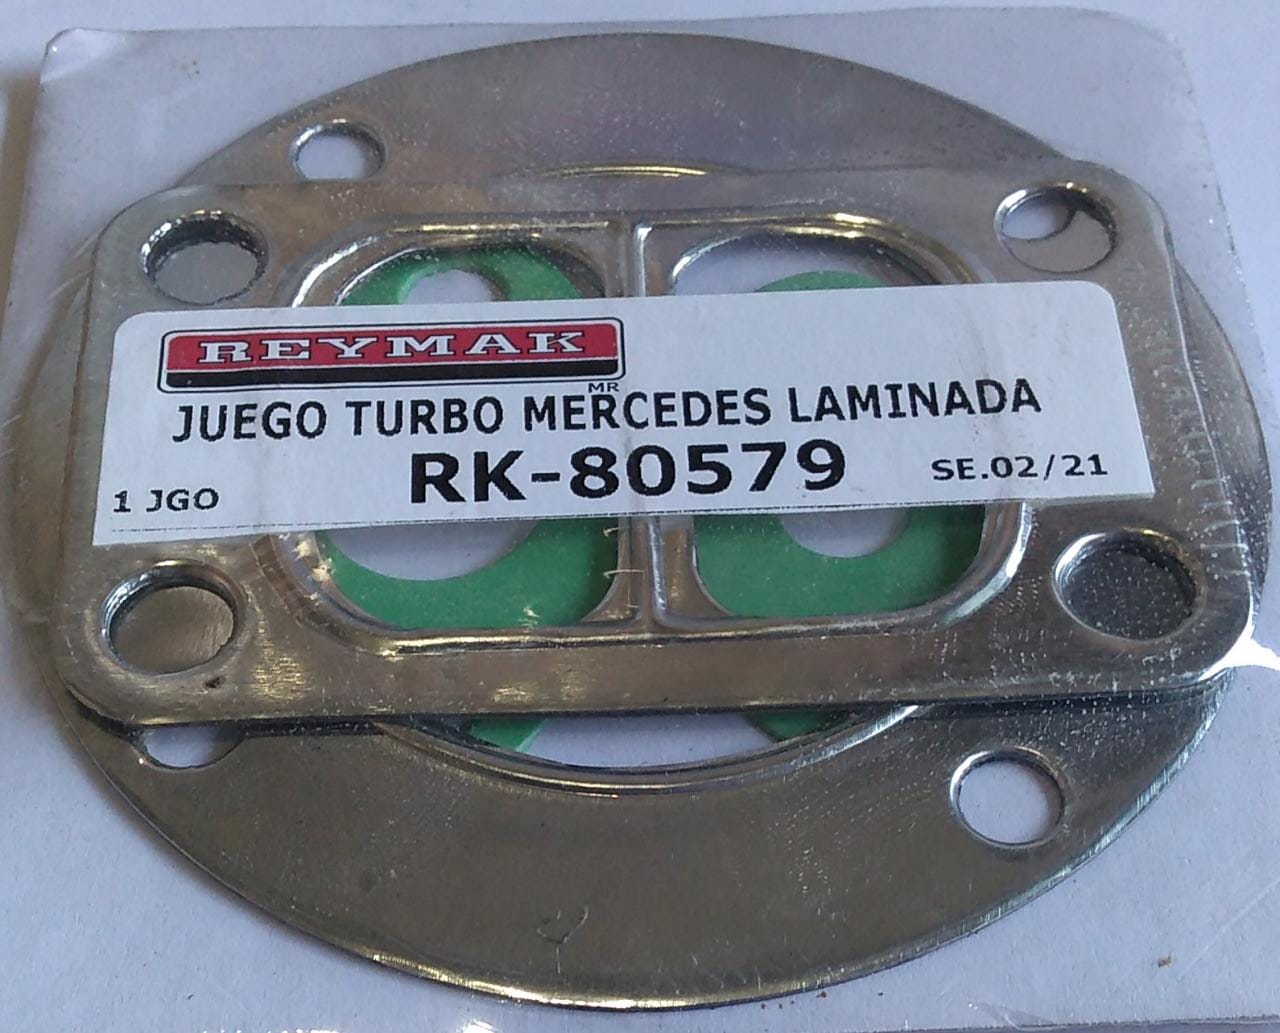 REYMAK
MR
JUEGO TURBO MERCEDES LAMINADA
RK-80579
1 JGO
SE.02/21